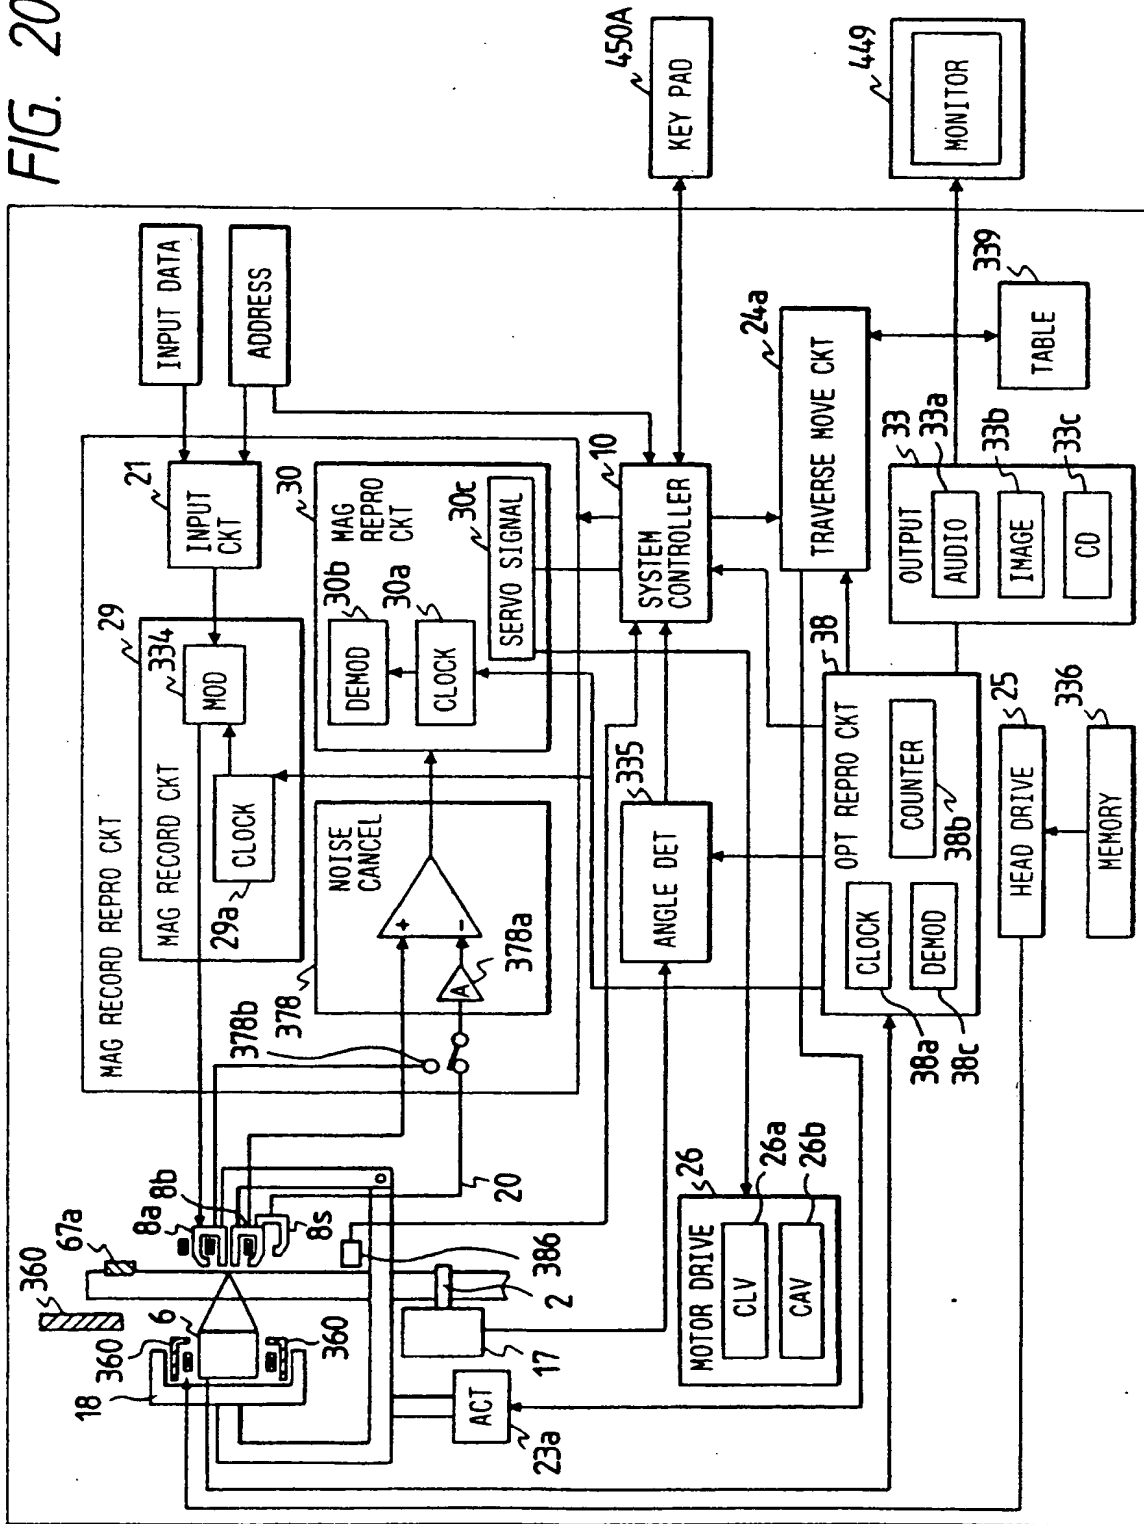 FIG. 20
INPUT DATA
ADDRESS
450A
KEY PAD
449
MONITOR
MAG RECORD REPRO CKT
21
INPUT
CKT
29
MAG RECORD CKT
334
MOD
29a
CLOCK
30
MAG
REPRO
CKT
30b
DEMOD
30a
CLOCK
30c
SERVO SIGNAL
NOISE
CANCEL
+
-
A
378a
378
378b
10
SYSTEM
CONTROLLER
24a
TRAVERSE MOVE CKT
339
TABLE
33
OUTPUT
33a
AUDIO
33b
IMAGE
33c
CD
335
ANGLE DET
38
OPT REPRO CKT
COUNTER
38b
CLOCK
38a
DEMOD
38c
25
HEAD DRIVE
336
MEMORY
26
MOTOR DRIVE
26a
CLV
26b
CAV
360
67a
6
360
360
18
8a
8b
8s
20
386
2
17
ACT
23a